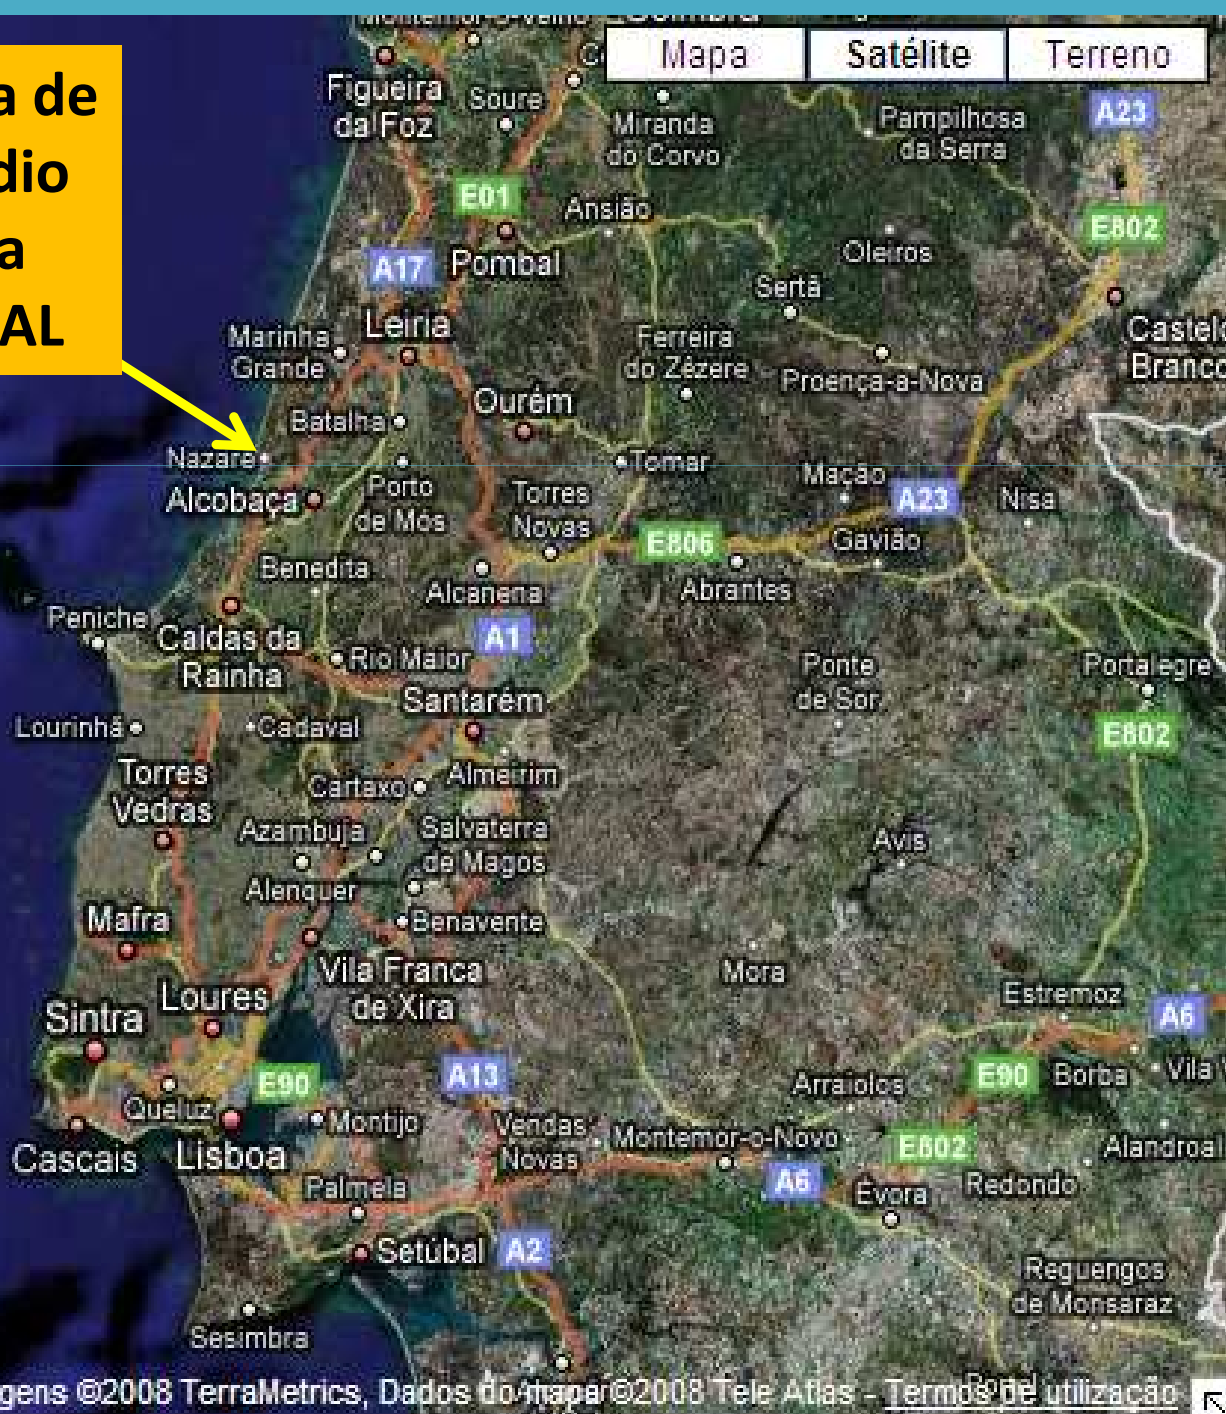 Mapa
Satélite
Terreno
a de
dio
a
AL
Figueira
da Foz
Soure
Miranda
do Corvo
Pampilhosa
da Serra
A23
E01
Ansião
E802
A17
Pombal
Oleiros
Sertã
Marinha
Grande
Leiria
Ferreira
do Zêzere
Castelo
Branco
Proença-a-Nova
Ourém
Batalha
Nazaré
Tomar
Alcobaça
Porto
de Mós
Torres
Novas
Mação
A23
Nisa
E806
Gavião
Benedita
Alcanena
Abrantes
Peniche
Caldas da
Rainha
A1
Rio Maior
Ponte
de Sor
Portalegre
Santarém
Lourinhã
Cadaval
E802
Torres
Vedras
Cartaxo
Almeirim
Azambuja
Salvaterra
de Magos
Avis
Alenquer
Mafra
Benavente
Vila Franca
de Xira
Mora
Loures
Estremoz
Sintra
A6
A13
E90
Arraiolos
E90
Borba
Vila V
Queluz
Montijo
Vendas
Novas
Montemor-o-Novo
E802
Alandroal
Cascais
Lisboa
Palmela
A6
Évora
Redondo
Setúbal
A2
Reguengos
de Monsaraz
Sesimbra
gens ©2008 TerraMetrics, Dados do mapa ©2008 Tele Atlas - Termos de utilização